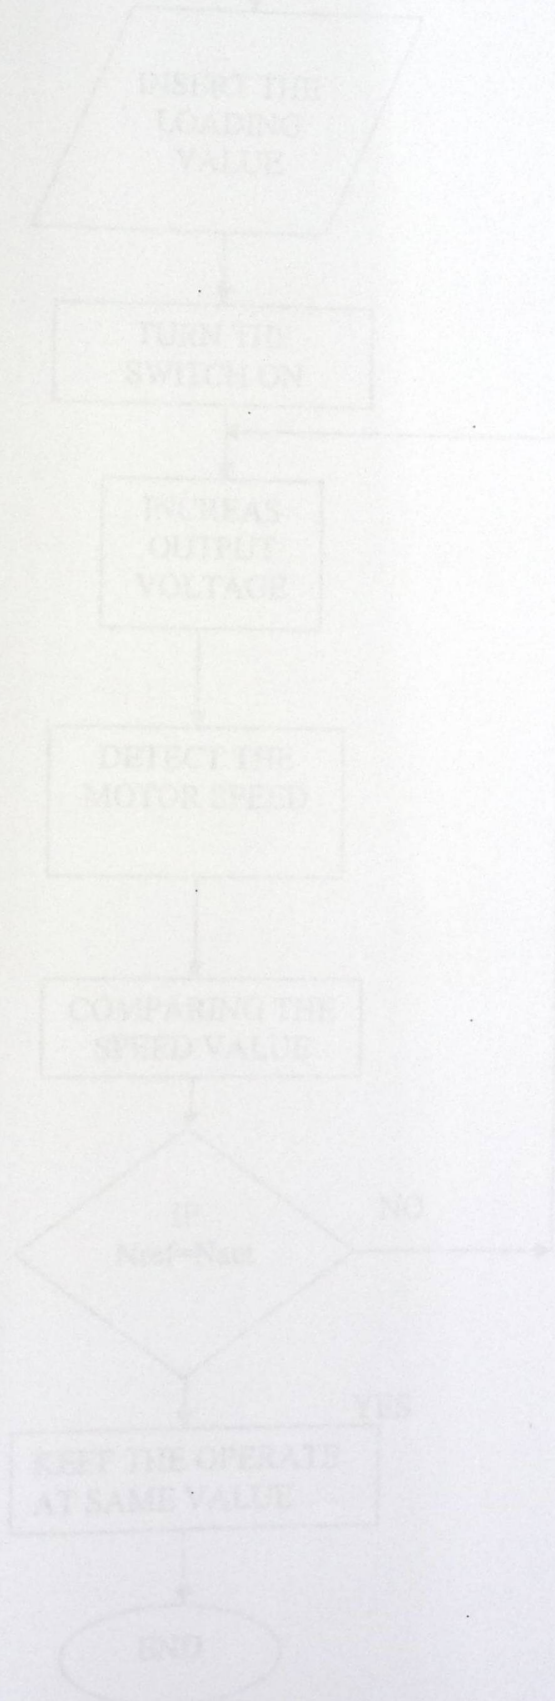 INSERT THE
LOADING
VALUE
TURN THE
SWITCH ON
INCREAS
OUTPUT
VOLTAGE
DETECT THE
MOTOR SPEED
COMPARING THE
SPEED VALUE
IF
Nref=Nact
NO
YES
KEEP THE OPERATE
AT SAME VALUE
END